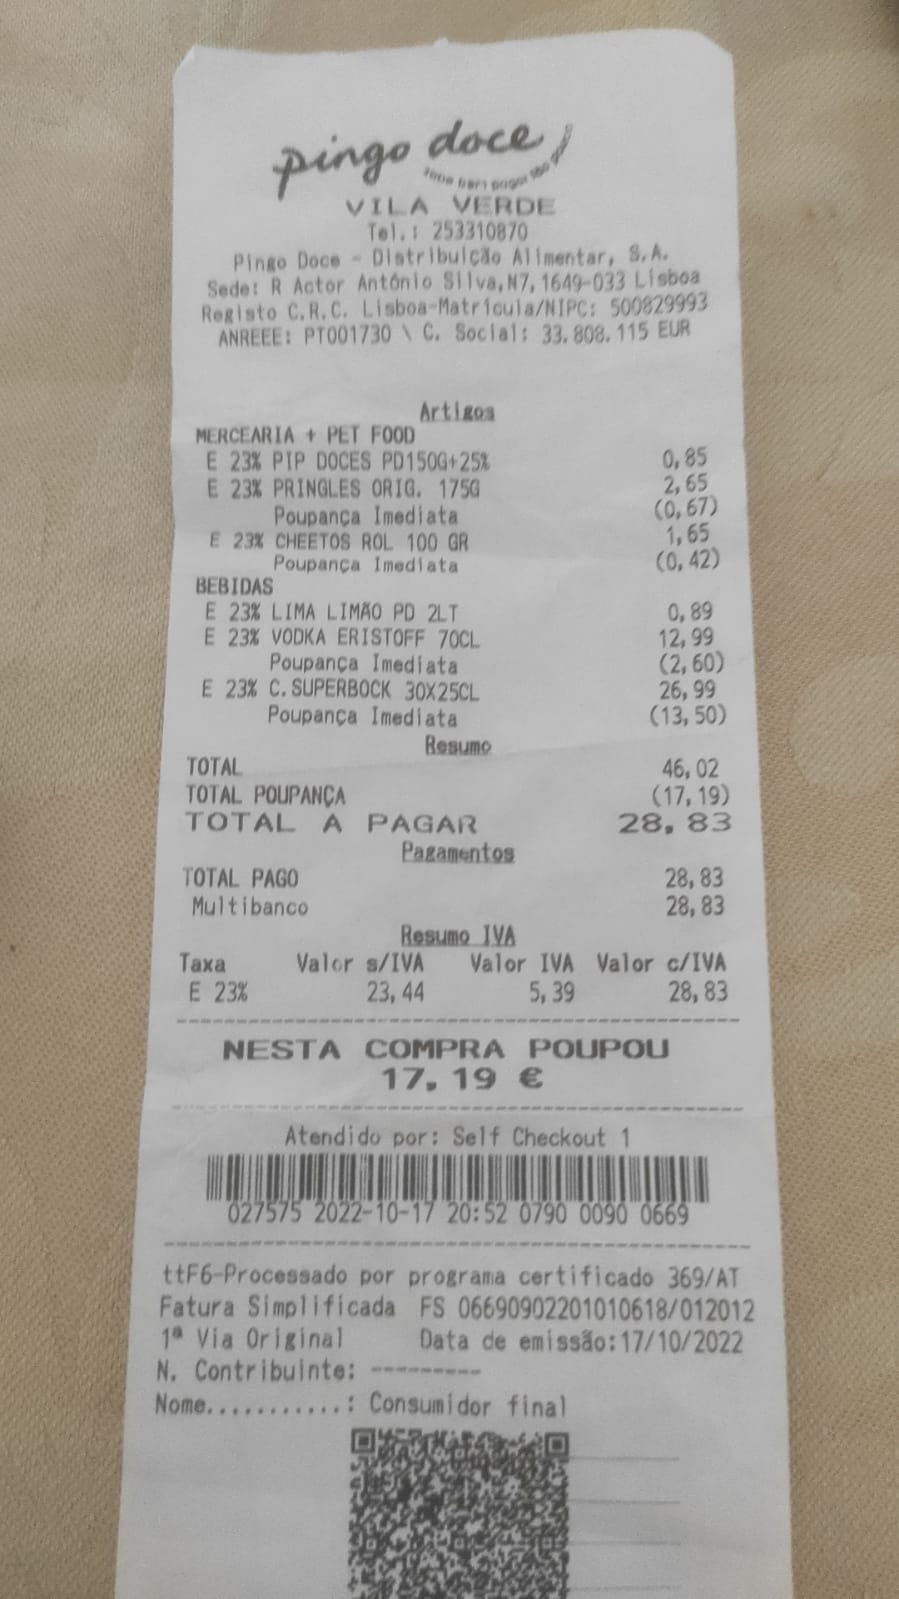 pingo doce
VILA VERDE
Tel.: 253310870
Pingo Doce - Distribuição Alimentar, S.A.
Sede: R Actor António Silva,N7,1649-033 Lisboa
Registo C.R.C. Lisboa-Matrícula/NIPC: 500829993
ANREEE: PT001730 \ C. Social: 33.808.115 EUR
Artigos
MERCEARIA + PET FOOD
E 23% PIP DOCES PD150G+25% 0,85
E 23% PRINGLES ORIG. 175G 2,65
Poupança Imediata (0,67)
E 23% CHEETOS ROL 100 GR 1,65
Poupança Imediata (0,42)
BEBIDAS
E 23% LIMA LIMÃO PD 2LT 0,89
E 23% VODKA ERISTOFF 70CL 12,99
Poupança Imediata (2,60)
E 23% C.SUPERBOCK 30X25CL 26,99
Poupança Imediata (13,50)
Resumo
TOTAL 46,02
TOTAL POUPANÇA (17,19)
TOTAL A PAGAR 28,83
Pagamentos
TOTAL PAGO 28,83
Multibanco 28,83
Resumo IVA
Taxa Valor s/IVA Valor IVA Valor c/IVA
E 23% 23,44 5,39 28,83
NESTA COMPRA POUPOU
17,19 €
Atendido por: Self Checkout 1
027575 2022-10-17 20:52 0790 0090 0669
ttF6-Processado por programa certificado 369/AT
Fatura Simplificada FS 06690902201010618/012012
1ª Via Original Data de emissão:17/10/2022
N. Contribuinte: ---------
Nome...........: Consumidor final